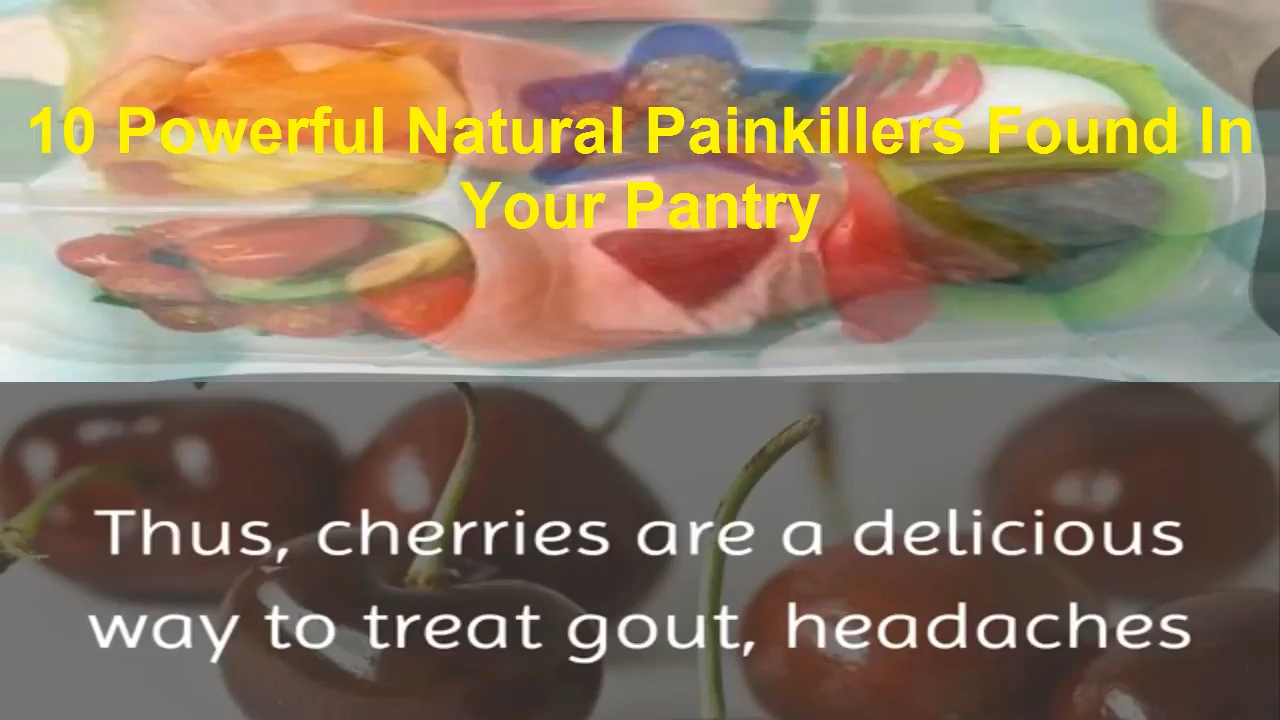 10 Powerful Natural Painkillers Found In
Your Pantry
Thus, cherries are a delicious
way to treat gout, headaches